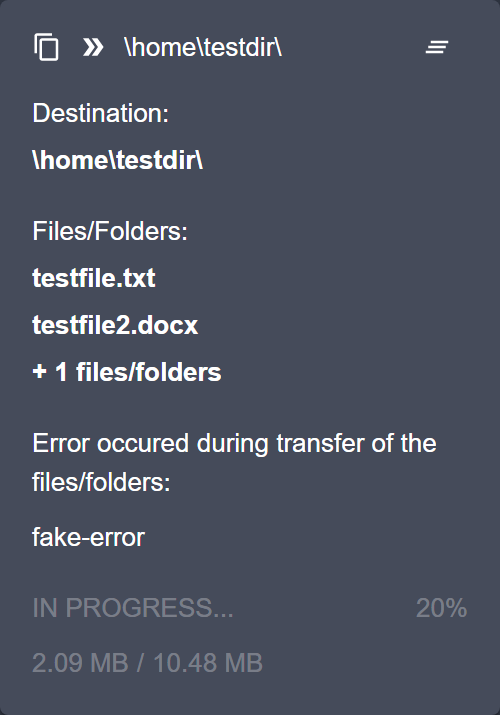 \home\testdir\
Destination:
\home\testdir\
Files/Folders:
testfile.txt
testfile2.docx
+ 1 files/folders
Error occured during transfer of the
files/folders:
fake-error
IN PROGRESS... 20%
2.09 MB / 10.48 MB